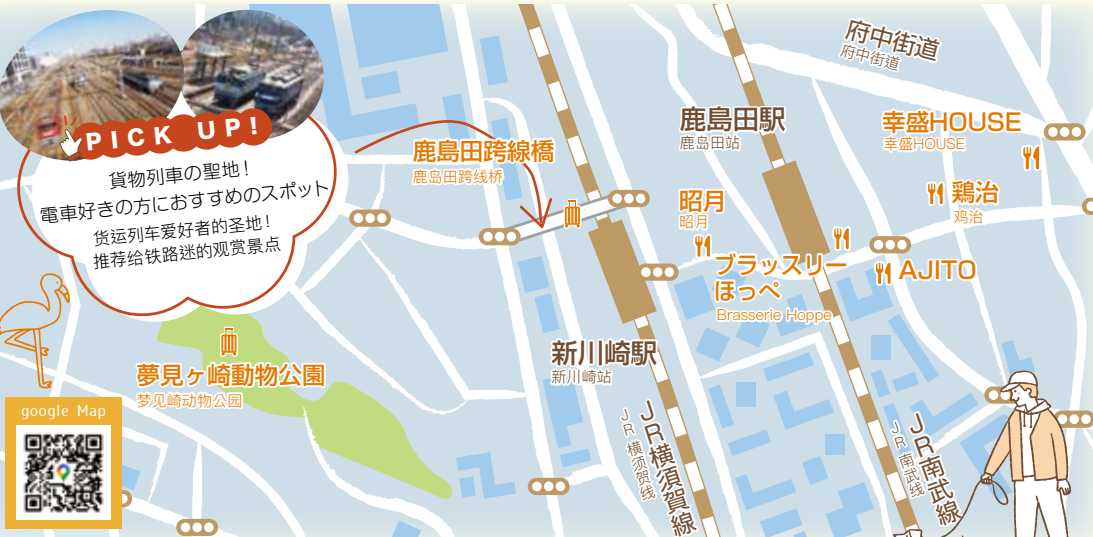 PICK UP!
貨物列車の聖地!
電車好きの方におすすめのスポット
货运列车爱好者的圣地!
推荐给铁路迷的观赏景点
府中街道
府中街道
鹿島田駅
鹿岛田站
幸盛HOUSE
幸盛HOUSE
鹿島田跨線橋
鹿岛田跨线桥
昭月
昭月
鶏治
鸡治
ブラッスリー
ほっぺ
Brasserie Hoppe
AJITO
新川崎駅
新川崎站
夢見ヶ崎動物公園
梦见崎动物公园
google Map
JR横須賀線
JR 横须贺线
JR南武線
JR 南武线